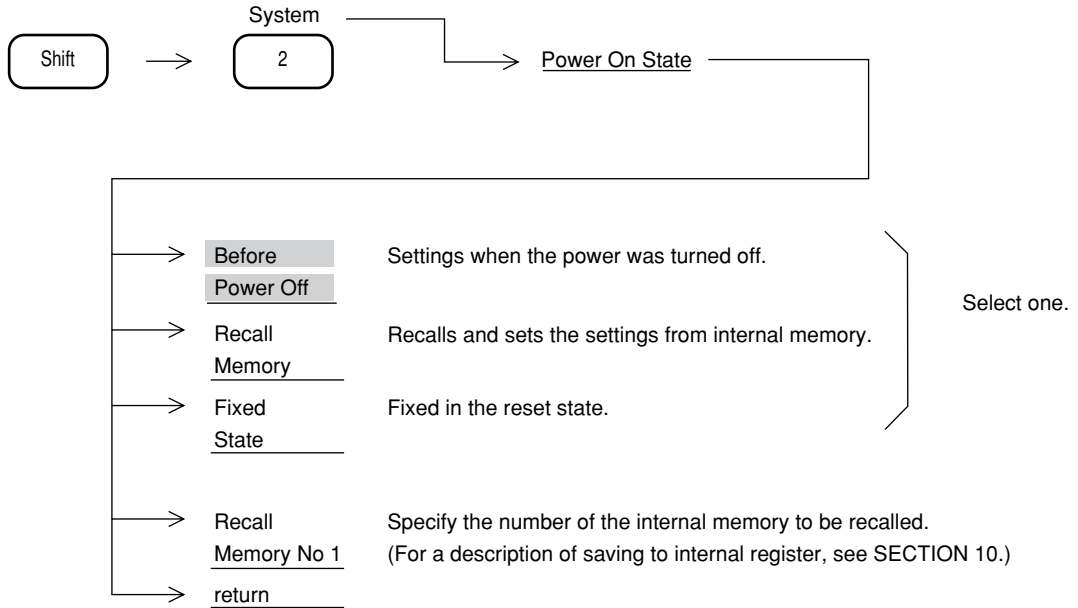 System
Shift
2
Power On State
Before
Power Off
Settings when the power was turned off.
Recall
Memory
Recalls and sets the settings from internal memory.
Fixed
State
Fixed in the reset state.
Select one.
Recall
Memory No 1
Specify the number of the internal memory to be recalled.
(For a description of saving to internal register, see SECTION 10.)
return